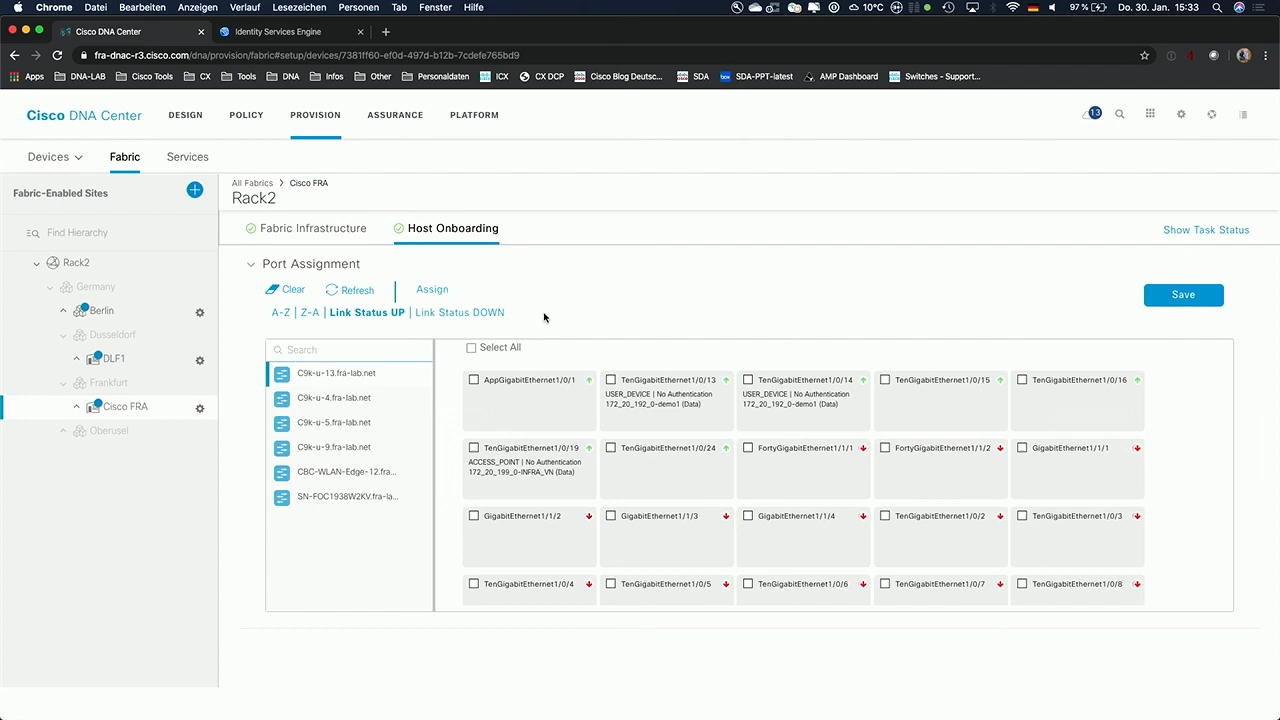 Chrome Datei Bearbeiten Anzeigen Verlauf Lesezeichen Personen Tab Fenster Hilfe 10°C 97 % Do. 30. Jan. 15:33
Cisco DNA Center Identity Services Engine
fra-dnac-r3.cisco.com/dna/provision/fabric#setup/devices/7381ff60-ef0d-497d-b12b-7cdefe765bd9
Apps DNA-LAB Cisco Tools CX Tools DNA Infos Other Personaldaten ICX CX DCP Cisco Blog Deutsc... SDA SDA-PPT-latest AMP Dashboard Switches - Support...
Cisco DNA Center DESIGN POLICY PROVISION ASSURANCE PLATFORM 13
Devices Fabric Services
Fabric-Enabled Sites
Find Hierarchy
Rack2
Germany
Berlin
Dusseldorf
DLF1
Frankfurt
Cisco FRA
Oberusel
All Fabrics > Cisco FRA
Rack2
Fabric Infrastructure Host Onboarding Show Task Status
Port Assignment
Clear Refresh Assign Save
A-Z | Z-A | Link Status UP | Link Status DOWN
Search
C9k-u-13.fra-lab.net
C9k-u-4.fra-lab.net
C9k-u-5.fra-lab.net
C9k-u-9.fra-lab.net
CBC-WLAN-Edge-12.fra...
SN-FOC1938W2KV.fra-la...
Select All
AppGigabitEthernet1/0/1
TenGigabitEthernet1/0/13
USER_DEVICE | No Authentication
172_20_192_0-demo1 (Data)
TenGigabitEthernet1/0/14
USER_DEVICE | No Authentication
172_20_192_0-demo1 (Data)
TenGigabitEthernet1/0/15
TenGigabitEthernet1/0/16
TenGigabitEthernet1/0/19
ACCESS_POINT | No Authentication
172_20_199_0-INFRA_VN (Data)
TenGigabitEthernet1/0/24
FortyGigabitEthernet1/1/1
FortyGigabitEthernet1/1/2
GigabitEthernet1/1/1
GigabitEthernet1/1/2
GigabitEthernet1/1/3
GigabitEthernet1/1/4
TenGigabitEthernet1/0/2
TenGigabitEthernet1/0/3
TenGigabitEthernet1/0/4
TenGigabitEthernet1/0/5
TenGigabitEthernet1/0/6
TenGigabitEthernet1/0/7
TenGigabitEthernet1/0/8